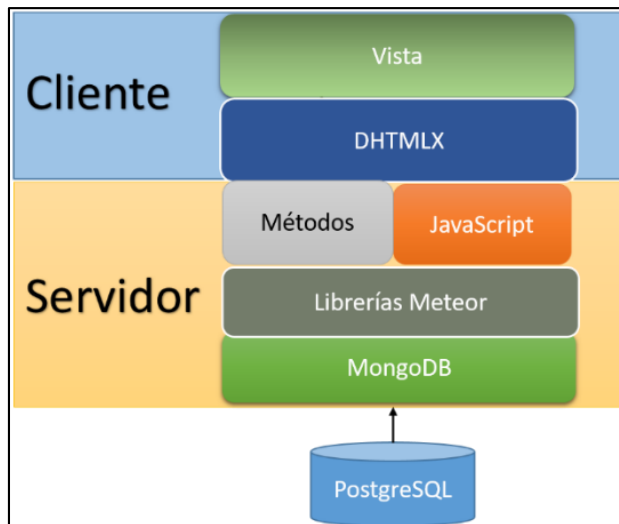 Vista
Cliente
DHTMLX
Métodos
JavaScript
Servidor
Librerías Meteor
MongoDB
PostgreSQL